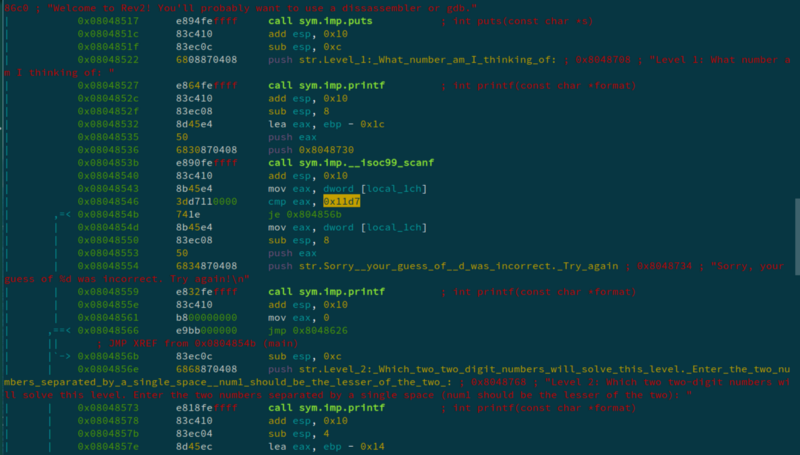 86t0 ; "Welcome to Rev2! You'll probably want to use a dissassembler or gdb."
| 0x08048517 e894feffff call sym.imp.puts ; int puts(const char *s)
| 0x0804851c 83c410 add esp, 0x10
| 0x0804851f 83ec0c sub esp, 0xc
| 0x08048522 6808870408 push str.Level_1:_What_number_am_I_thinking_of: ; 0x8048708 ; "Level 1: What number a
m I thinking of: "
| 0x08048527 e864feffff call sym.imp.printf ; int printf(const char *format)
| 0x0804852c 83c410 add esp, 0x10
| 0x0804852f 83ec08 sub esp, 8
| 0x08048532 8d45e4 lea eax, ebp - 0x1c
| 0x08048535 50 push eax
| 0x08048536 6830870408 push 0x8048730
| 0x0804853b e890feffff call sym.imp.__isoc99_scanf
| 0x08048540 83c410 add esp, 0x10
| 0x08048543 8b45e4 mov eax, dword [local_1ch]
| 0x08048546 3dd7110000 cmp eax, 0x11d7
| ,=< 0x0804854b 741e je 0x804856b
| | 0x0804854d 8b45e4 mov eax, dword [local_1ch]
| | 0x08048550 83ec08 sub esp, 8
| | 0x08048553 50 push eax
| | 0x08048554 6834870408 push str.Sorry__your_guess_of__d_was_incorrect._Try_again ; 0x8048734 ; "Sorry, your
guess of %d was incorrect. Try again!\n"
| | 0x08048559 e832feffff call sym.imp.printf ; int printf(const char *format)
| | 0x0804855e 83c410 add esp, 0x10
| | 0x08048561 b800000000 mov eax, 0
| ,==< 0x08048566 e9bb000000 jmp 0x8048626
| || ; JMP XREF from 0x0804854b (main)
| |`-> 0x0804856b 83ec0c sub esp, 0xc
| | 0x0804856e 6868870408 push str.Level_2:_Which_two_two_digit_numbers_will_solve_this_level._Enter_the_two_nu
mbers_separated_by_a_single_space__num1_should_be_the_lesser_of_the_two_: ; 0x8048768 ; "Level 2: Which two two-digit numbers wi
ll solve this level. Enter the two numbers separated by a single space (num1 should be the lesser of the two): "
| | 0x08048573 e818feffff call sym.imp.printf ; int printf(const char *format)
| | 0x08048578 83c410 add esp, 0x10
| | 0x0804857b 83ec04 sub esp, 4
| | 0x0804857e 8d45ec lea eax, ebp - 0x14